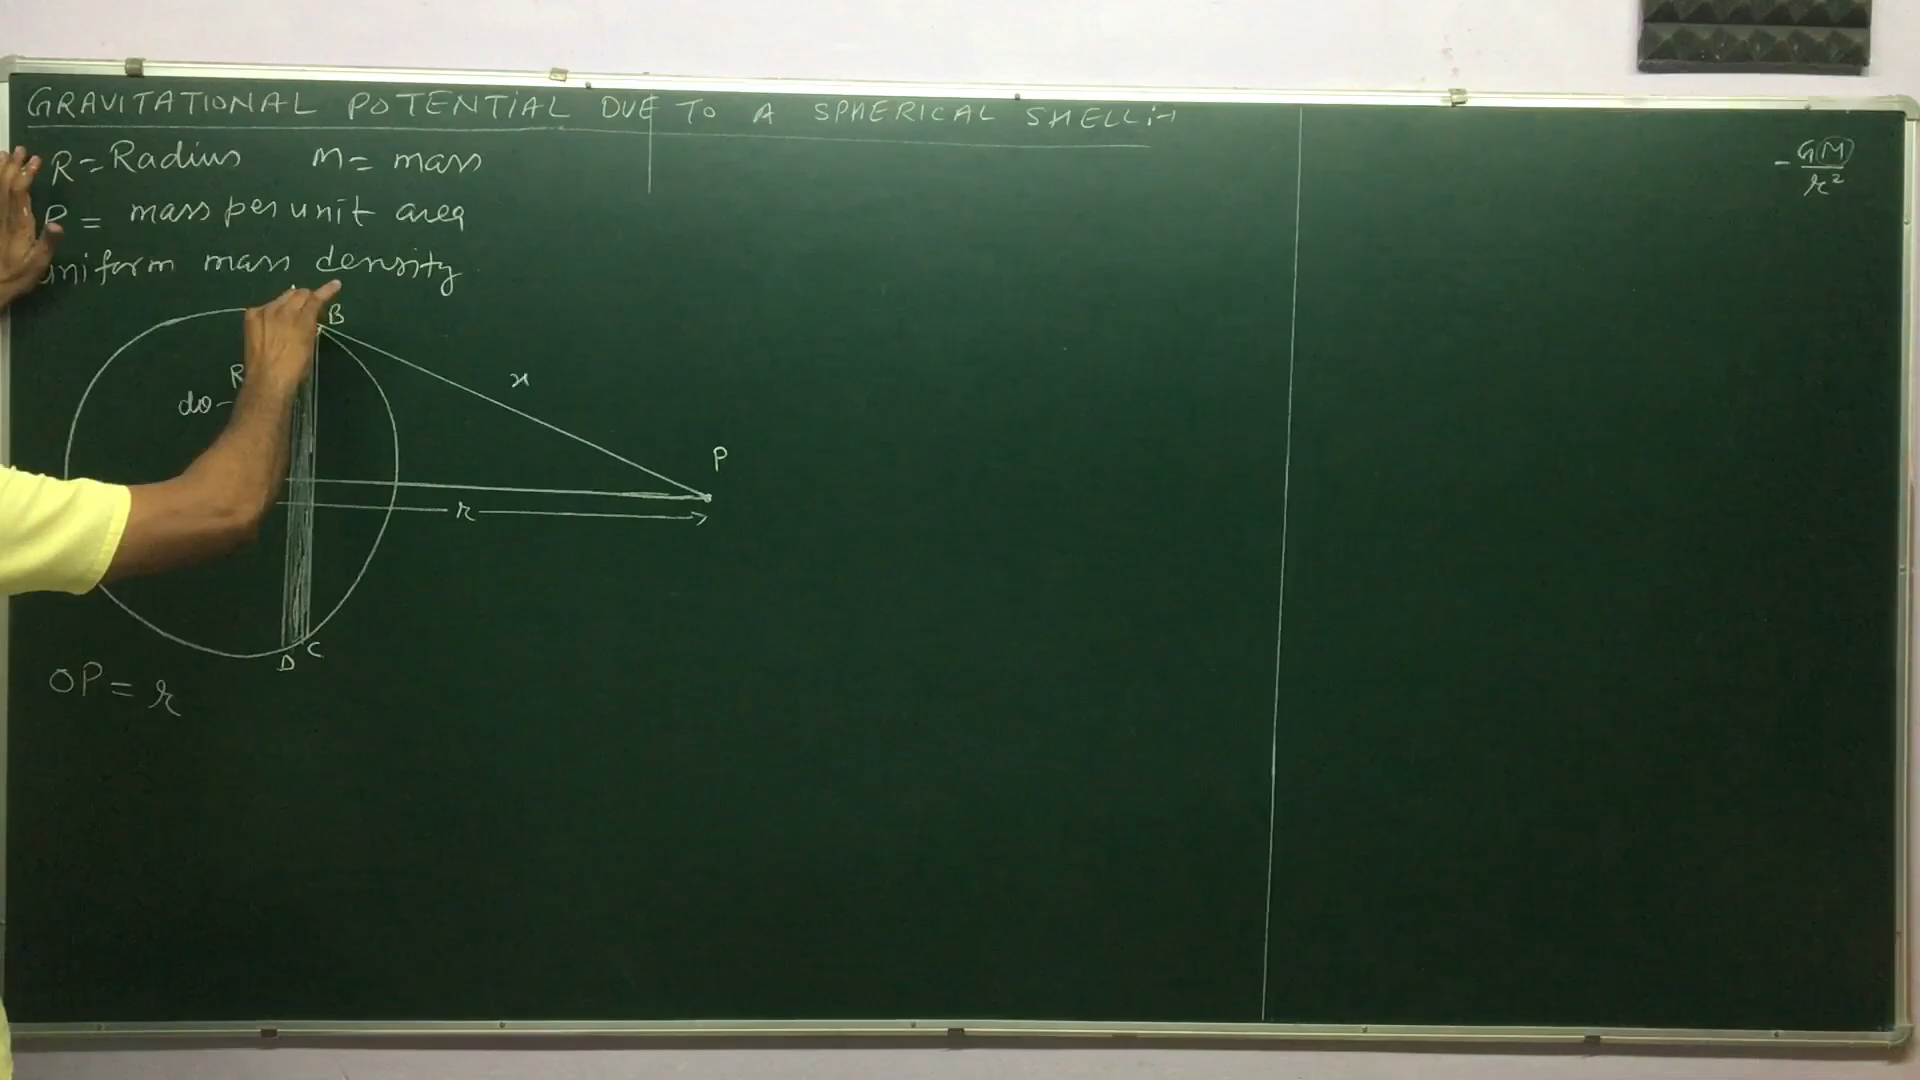 GRAVITATIONAL POTENTIAL DUE TO A SPHERICAL SHELL:-
R = Radius M = mass
ρ = mass per unit area
uniform mass density
B
R
dθ
x
P
r
D C
OP = r
- GM
r²